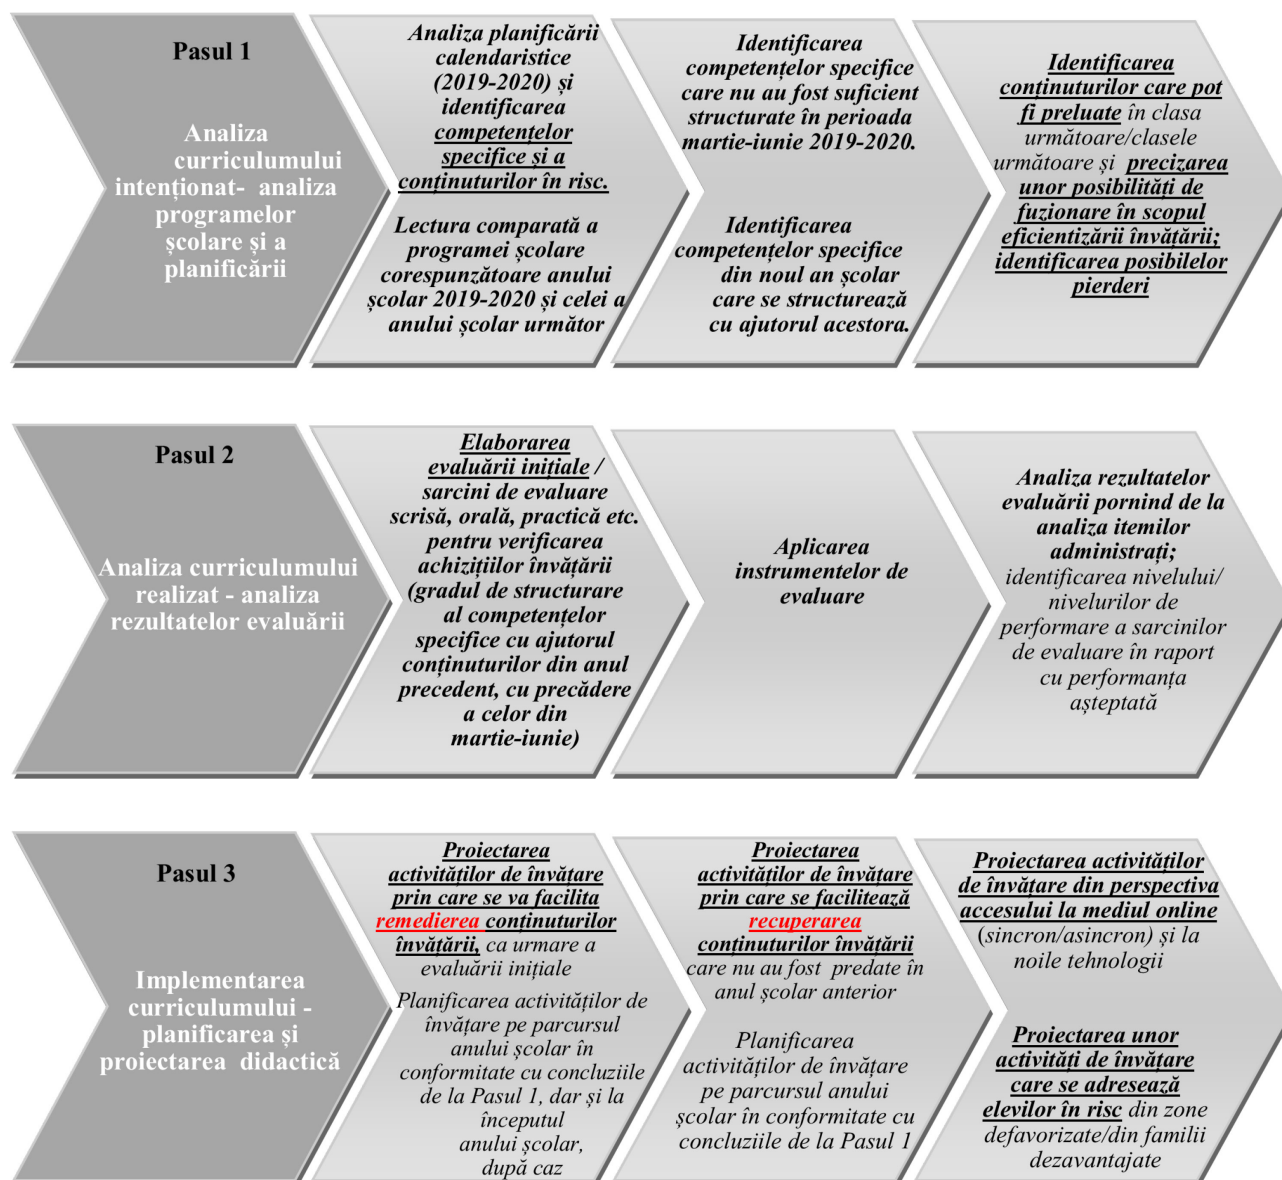 Pasul 1
Analiza
curriculumului
intenționat-  analiza
programelor
școlare și a
planificării
Analiza planificării
calendaristice
(2019-2020) și
identificarea
competențelor
specifice și a
conținuturilor în risc.
Lectura comparată a
programei școlare
corespunzătoare anului
școlar 2019-2020 și celei a
anului școlar următor
Identificarea
competențelor specifice
care nu au fost suficient
structurate în perioada
martie-iunie 2019-2020.
Identificarea
competențelor specifice
din noul an școlar
care se structurează
cu ajutorul acestora.
Identificarea
conținuturilor care pot
fi preluate în clasa
următoare/clasele
următoare și  precizarea
unor posibilități de
fuzionare în scopul
eficientizării învățării;
identificarea posibilelor
pierderi
Pasul 2
Analiza curriculumului
realizat - analiza
rezultatelor evaluării
Elaborarea
evaluării inițiale /
sarcini de evaluare
scrisă, orală, practică etc.
pentru verificarea
achizițiilor învățării
(gradul de structurare
al competențelor
specifice cu ajutorul
conținuturilor din anul
precedent, cu precădere
a celor din
martie-iunie)
Aplicarea
instrumentelor de
evaluare
Analiza rezultatelor
evaluării pornind de la
analiza itemilor
administrați;
identificarea nivelului/
nivelurilor de
performare a sarcinilor
de evaluare în raport
cu performanța
așteptată
Pasul 3
Implementarea
curriculumului -
planificarea și
proiectarea  didactică
Proiectarea
activităților de învățare
prin care se va facilita
remedierea conținuturilor
învățării, ca urmare a
evaluării inițiale
Planificarea activităților de
învățare pe parcursul
anului școlar în
conformitate cu concluziile
de la Pasul 1, dar și la
începutul
anului școlar,
după caz
Proiectarea
activităților de învățare
prin care se facilitează
recuperarea
conținuturilor învățării
care nu au fost  predate în
anul școlar anterior
Planificarea
activităților de învățare
pe parcursul anului
școlar în conformitate cu
concluziile de la Pasul 1
Proiectarea activităților
de învățare din perspectiva
accesului la mediul online
(sincron/asincron) și la
noile tehnologii
Proiectarea unor
activități de învățare
care se adresează
elevilor în risc din zone
defavorizate/din familii
dezavantajate